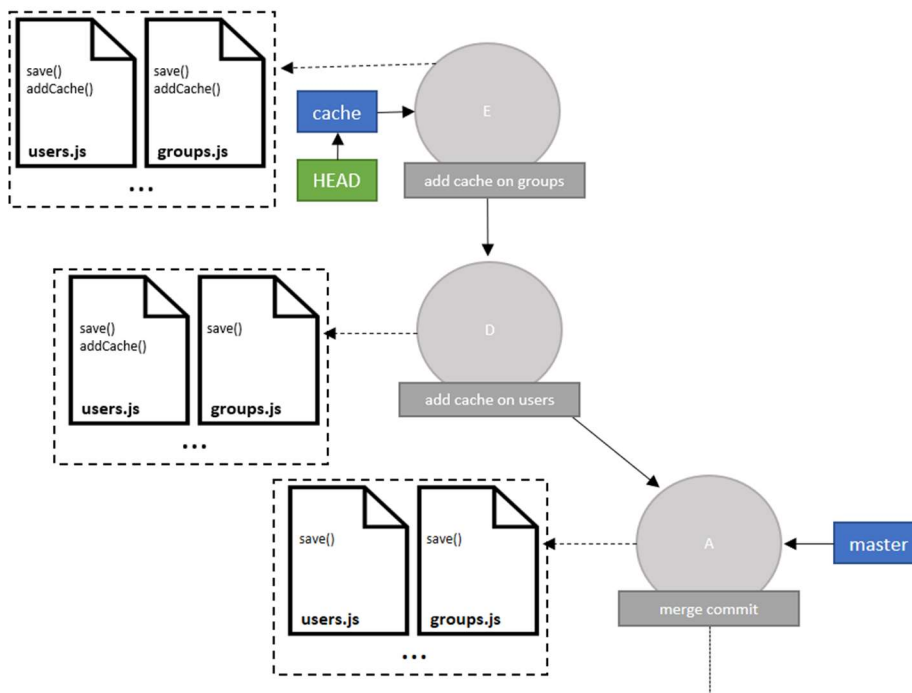 save()
addCache()
users.js
save()
addCache()
groups.js
...
cache
HEAD
E
add cache on groups
save()
addCache()
users.js
save()
groups.js
...
D
add cache on users
save()
users.js
save()
groups.js
...
A
merge commit
master